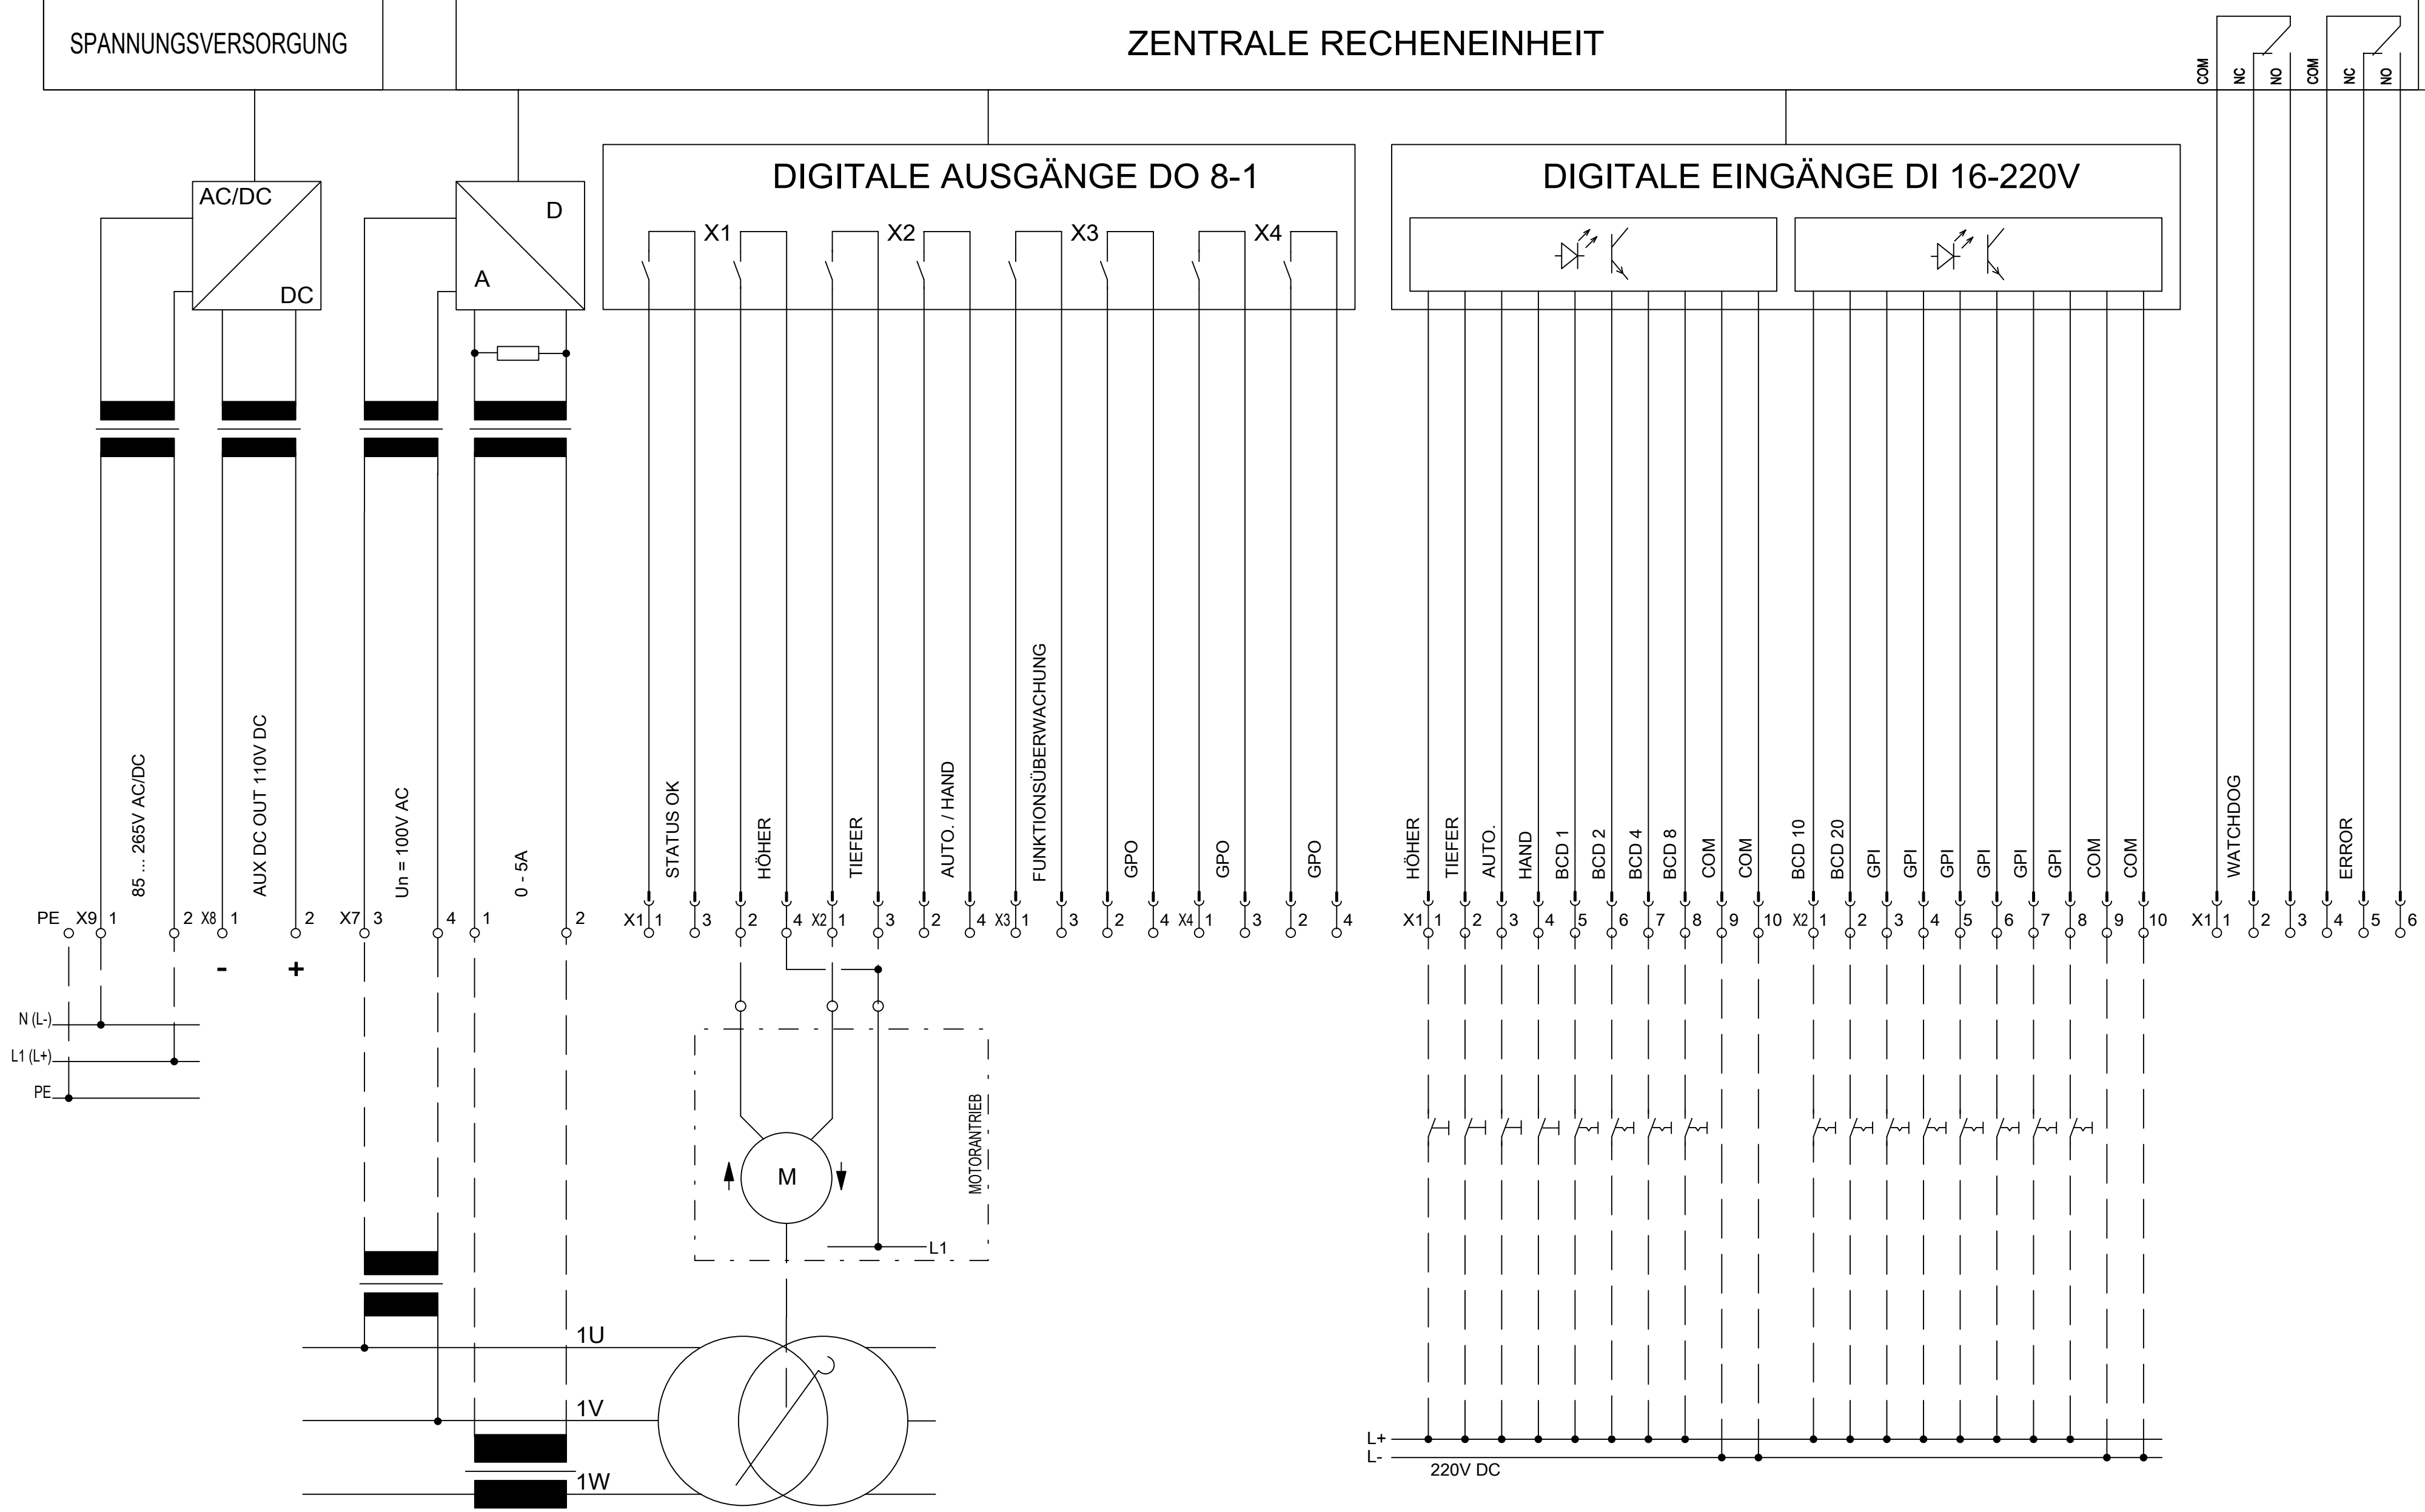 SPANNUNGSVERSORGUNG
ZENTRALE RECHENEINHEIT
COM NC NO COM NC NO
AC/DC
DC
D
A
DIGITALE AUSGÄNGE DO 8-1
X1 X2 X3 X4
DIGITALE EINGÄNGE DI 16-220V
85 ... 265V AC/DC
AUX DC OUT 110V DC
Un = 100V AC
0 - 5A
STATUS OK
HÖHER
TIEFER
AUTO. / HAND
FUNKTIONSÜBERWACHUNG
GPO
GPO
GPO
HÖHER
TIEFER
AUTO.
HAND
BCD 1
BCD 2
BCD 4
BCD 8
COM
COM
BCD 10
BCD 20
GPI
GPI
GPI
GPI
GPI
GPI
COM
COM
WATCHDOG
ERROR
PE X9 1 2 X8 1 2 X7 3 4 1 2
X1 1 3 2 4 X2 1 3 2 4 X3 1 3 2 4 X4 1 3 2 4
X1 1 2 3 4 5 6 7 8 9 10 X2 1 2 3 4 5 6 7 8 9 10
X1 1 2 3 4 5 6
- +
N (L-)
L1 (L+)
PE
MOTORANTRIEB
M
L1
1U
1V
1W
L+
L-
220V DC